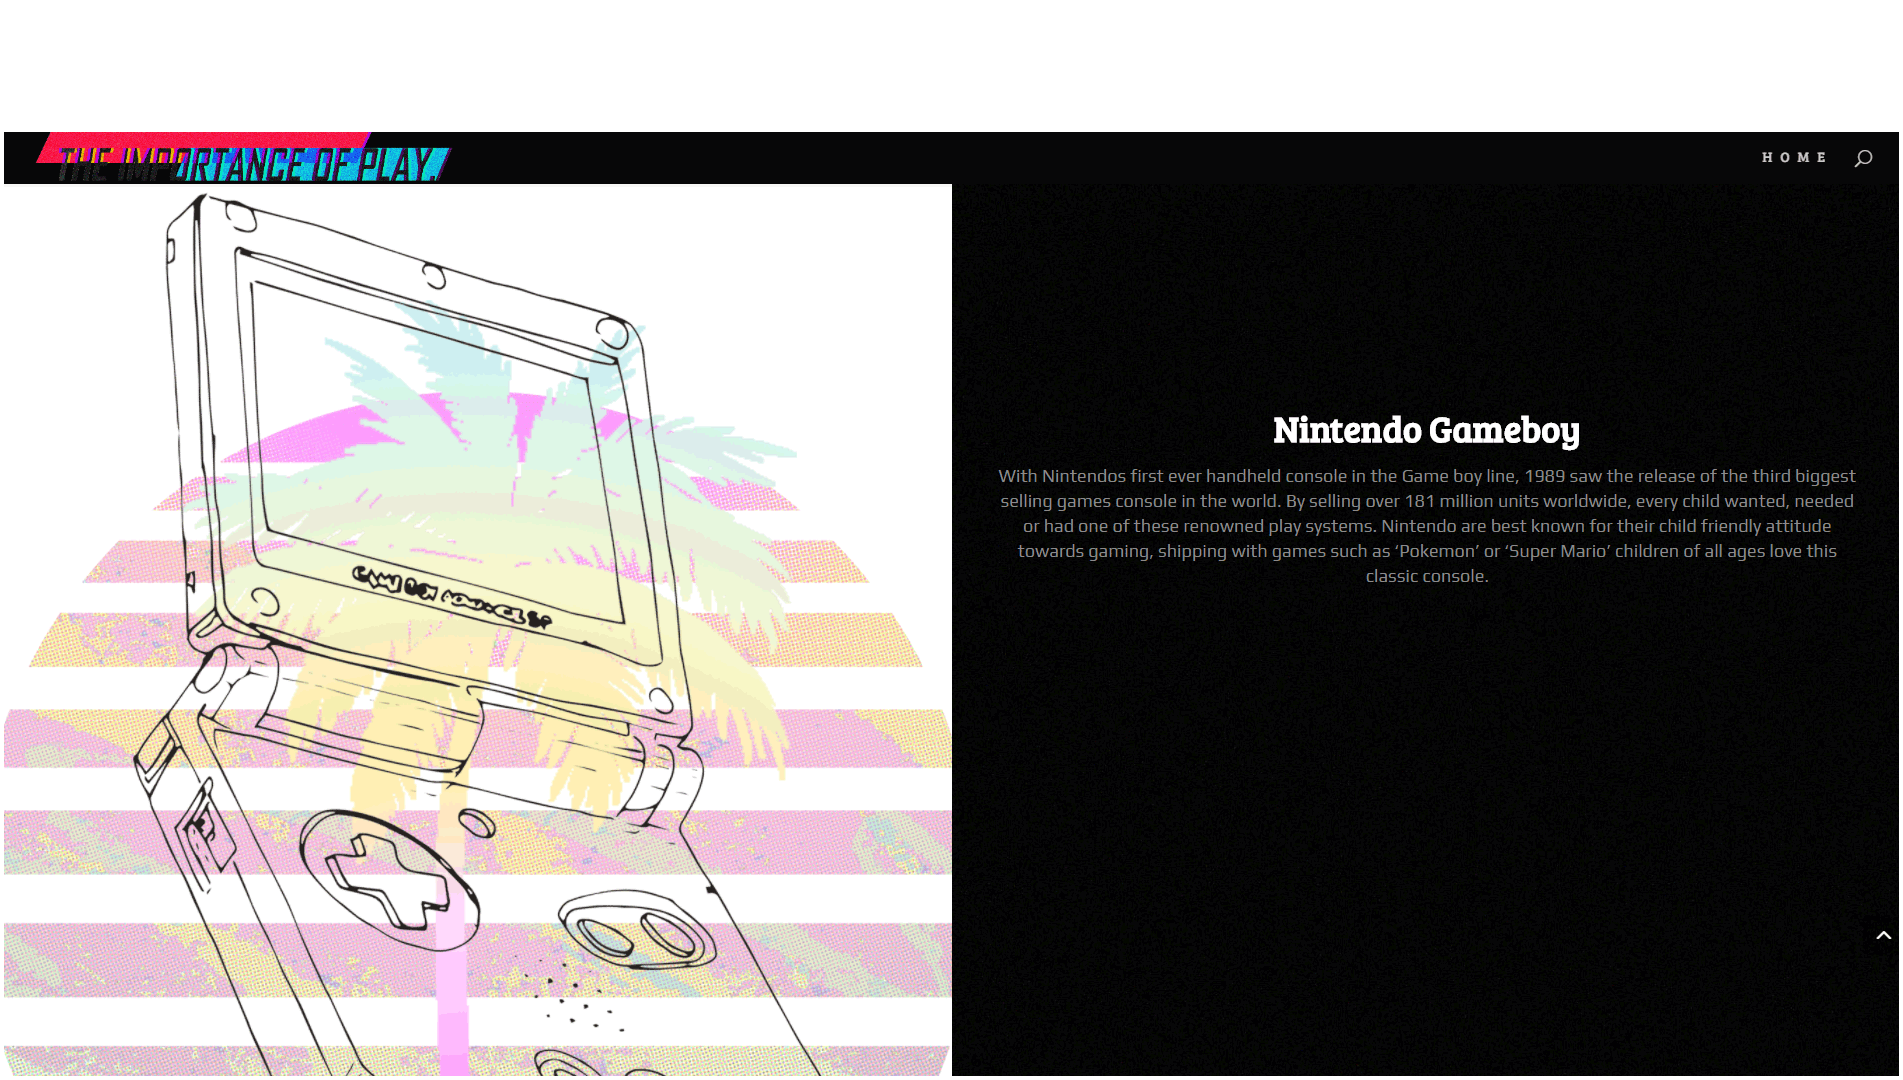 THE IMPORTANCE OF PLAY.
HOME
Nintendo Gameboy
With Nintendos first ever handheld console in the Game boy line, 1989 saw the release of the third biggest
selling games console in the world. By selling over 181 million units worldwide, every child wanted, needed
or had one of these renowned play systems. Nintendo are best known for their child friendly attitude
towards gaming, shipping with games such as ‘Pokemon’ or ‘Super Mario’ children of all ages love this
classic console.
GAME BOY ADVANCE SP